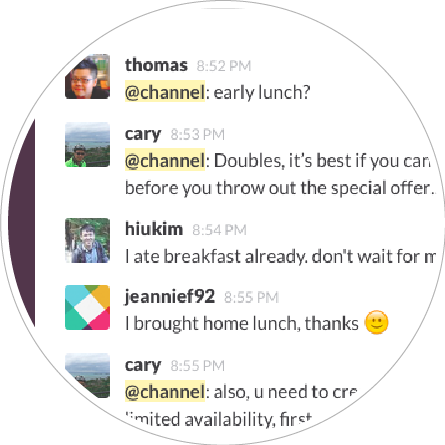 thomas 8:52 PM
@channel: early lunch?
cary 8:53 PM
@channel: Doubles, it's best if you can
before you throw out the special offer.
hiukim 8:54 PM
I ate breakfast already. don't wait for m
jeannief92 8:55 PM
I brought home lunch, thanks
cary 8:55 PM
@channel: also, u need to cre
limited availability, first